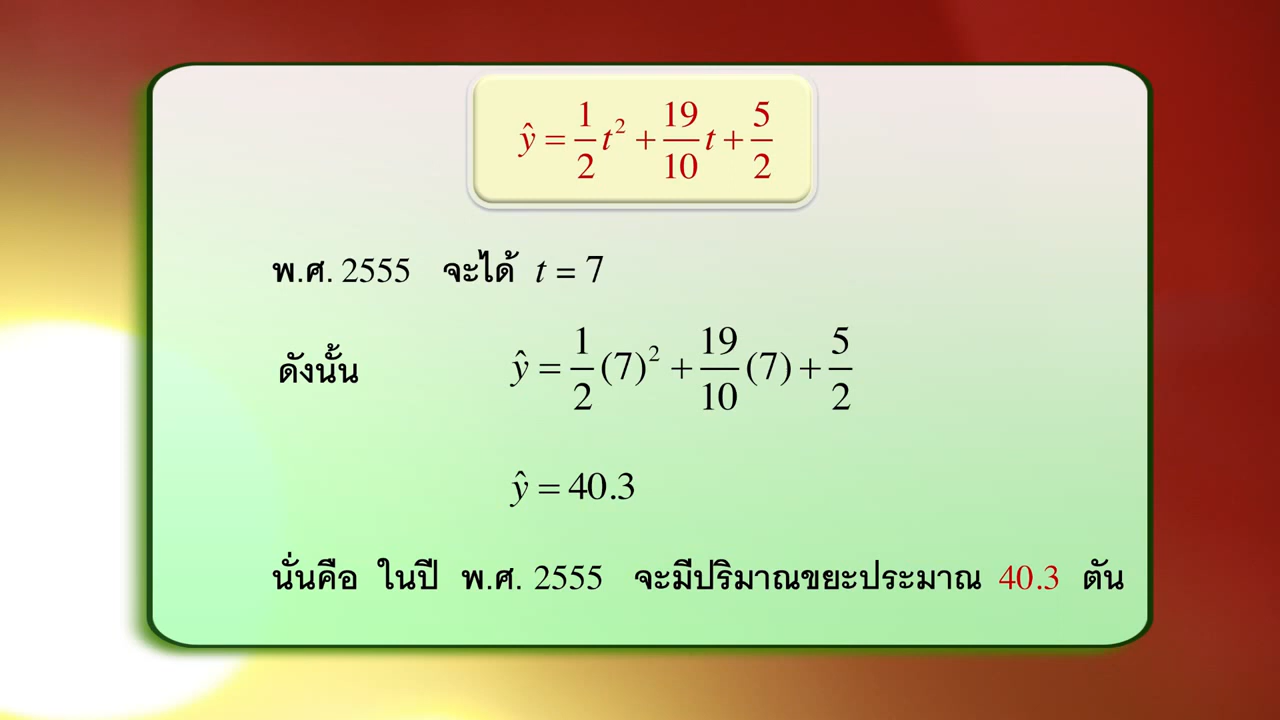 ŷ = 1/2 t² + 19/10 t + 5/2
พ.ศ. 2555 จะได้ t = 7
ดังนั้น ŷ = 1/2 (7)² + 19/10 (7) + 5/2
ŷ = 40.3
นั่นคือ ในปี พ.ศ. 2555 จะมีปริมาณขยะประมาณ 40.3 ตัน